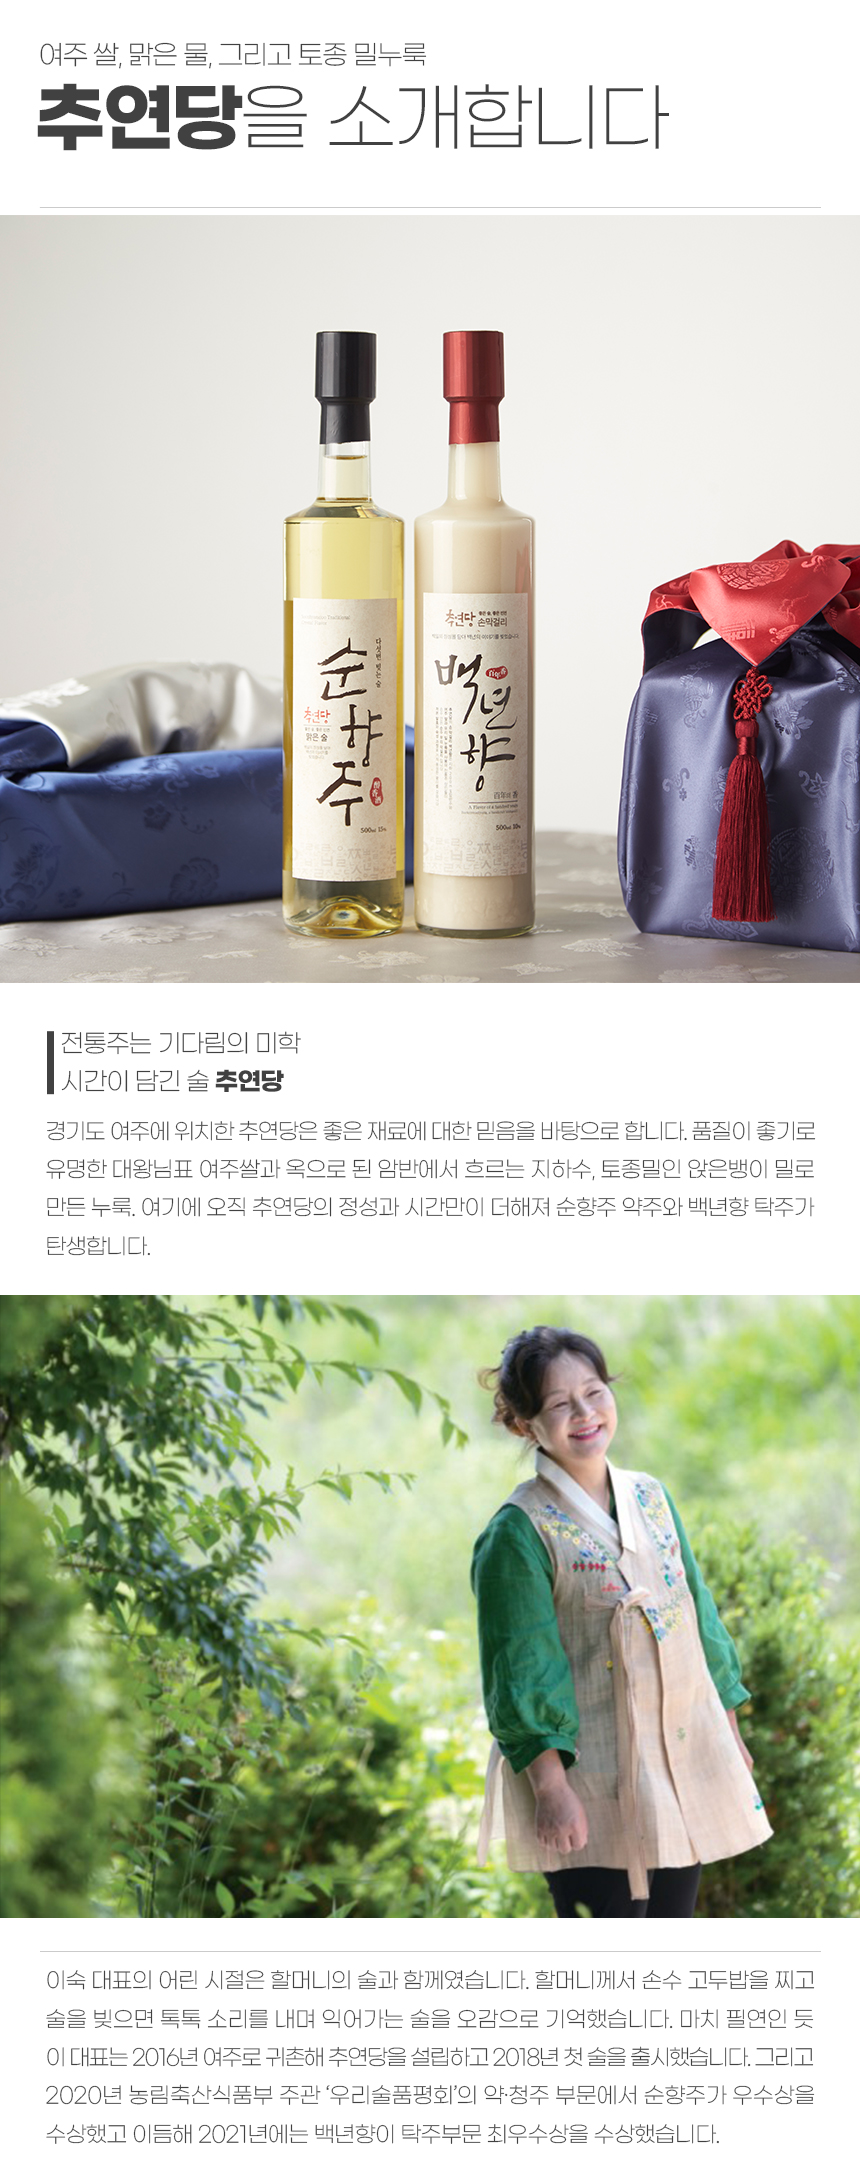 여주 쌀, 맑은 물, 그리고 토종 밀누룩
추연당을 소개합니다
다섯번 빚는 술
순향주
추연당
맑은 술
500ml 15%
추연당 손막걸리
백년향
500ml 10%
전통주는 기다림의 미학
시간이 담긴 술 추연당
경기도 여주에 위치한 추연당은 좋은 재료에 대한 믿음을 바탕으로 합니다. 품질이 좋기로
유명한 대왕님표 여주쌀과 옥으로 된 암반에서 흐르는 지하수, 토종밀인 앉은뱅이 밀로
만든 누룩. 여기에 오직 추연당의 정성과 시간만이 더해져 순향주 약주와 백년향 탁주가
탄생합니다.
이숙 대표의 어린 시절은 할머니의 술과 함께였습니다. 할머니께서 손수 고두밥을 찌고
술을 빚으면 톡톡 소리를 내며 익어가는 술을 오감으로 기억했습니다. 마치 필연인 듯
이 대표는 2016년 여주로 귀촌해 추연당을 설립하고 2018년 첫 술을 출시했습니다. 그리고
2020년 농림축산식품부 주관 ‘우리술품평회’의 약·청주 부문에서 순향주가 우수상을
수상했고 이듬해 2021년에는 백년향이 탁주부문 최우수상을 수상했습니다.